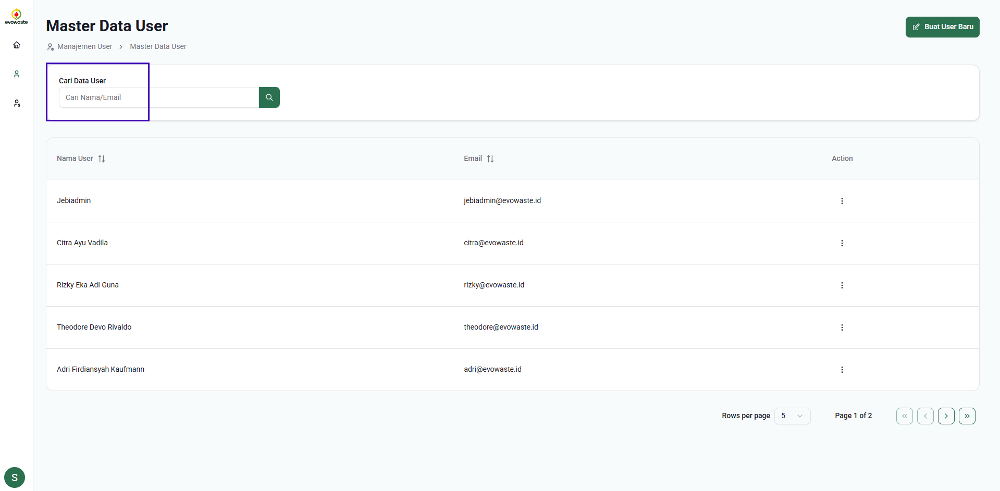 evowaste
Master Data User
Buat User Baru
Manajemen User > Master Data User
Cari Data User
Cari Nama/Email
Nama User Email Action
Jebiadmin jebiadmin@evowaste.id
Citra Ayu Vadila citra@evowaste.id
Rizky Eka Adi Guna rizky@evowaste.id
Theodore Devo Rivaldo theodore@evowaste.id
Adri Firdiansyah Kaufmann adri@evowaste.id
Rows per page 5 Page 1 of 2
S